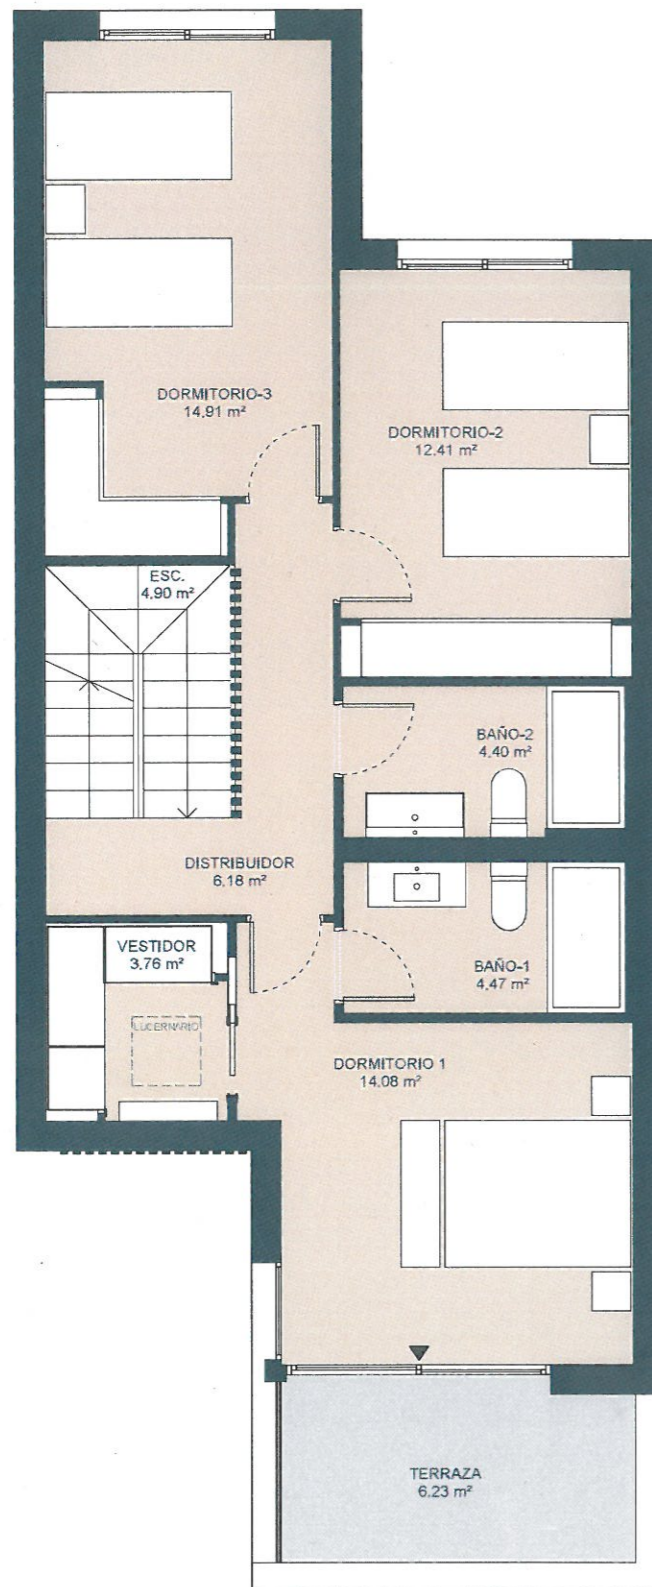 DORMITORIO-3
14,91 m²
DORMITORIO-2
12.41 m²
ESC.
4.90 m²
BAÑO-2
4.40 m²
DISTRIBUIDOR
6.18 m²
VESTIDOR
3.76 m²
BAÑO-1
4.47 m²
LUCERNARIO
DORMITORIO 1
14.08 m²
TERRAZA
6.23 m²